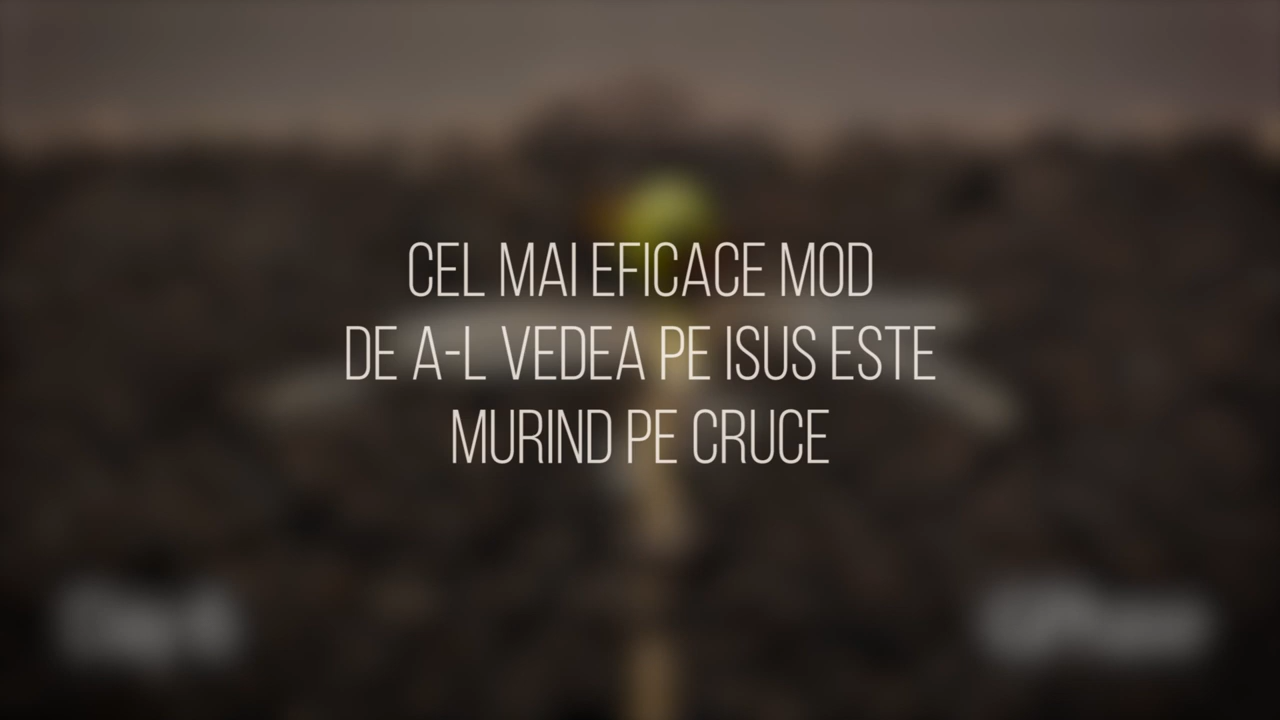 CEL MAI EFICACE MOD
DE A-L VEDEA PE ISUS ESTE
MURIND PE CRUCE